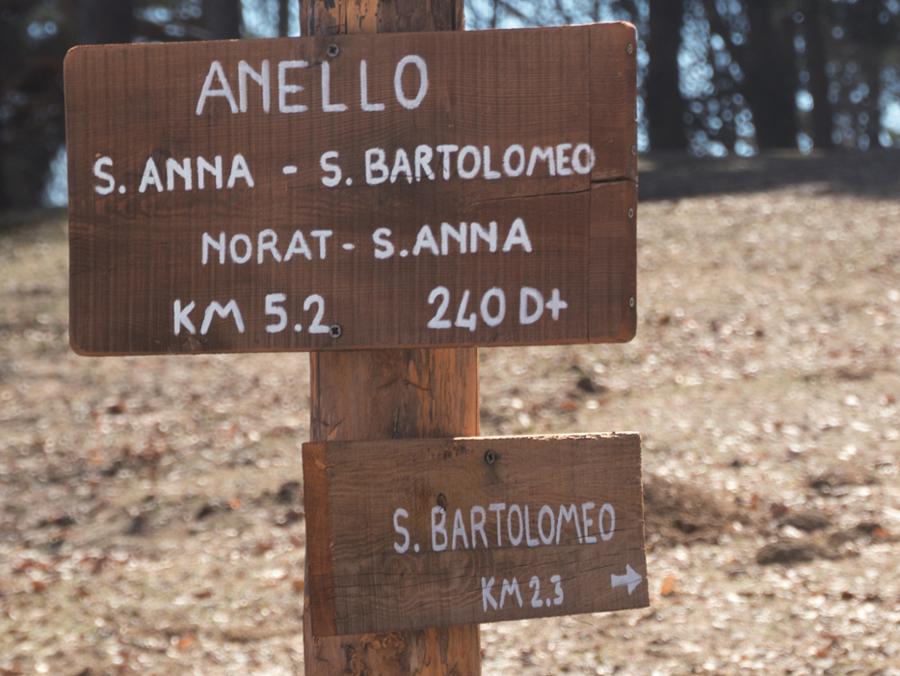 ANELLO
S. ANNA - S. BARTOLOMEO
NORAT - S. ANNA
KM 5.2 240 D+
S. BARTOLOMEO
KM 2.3